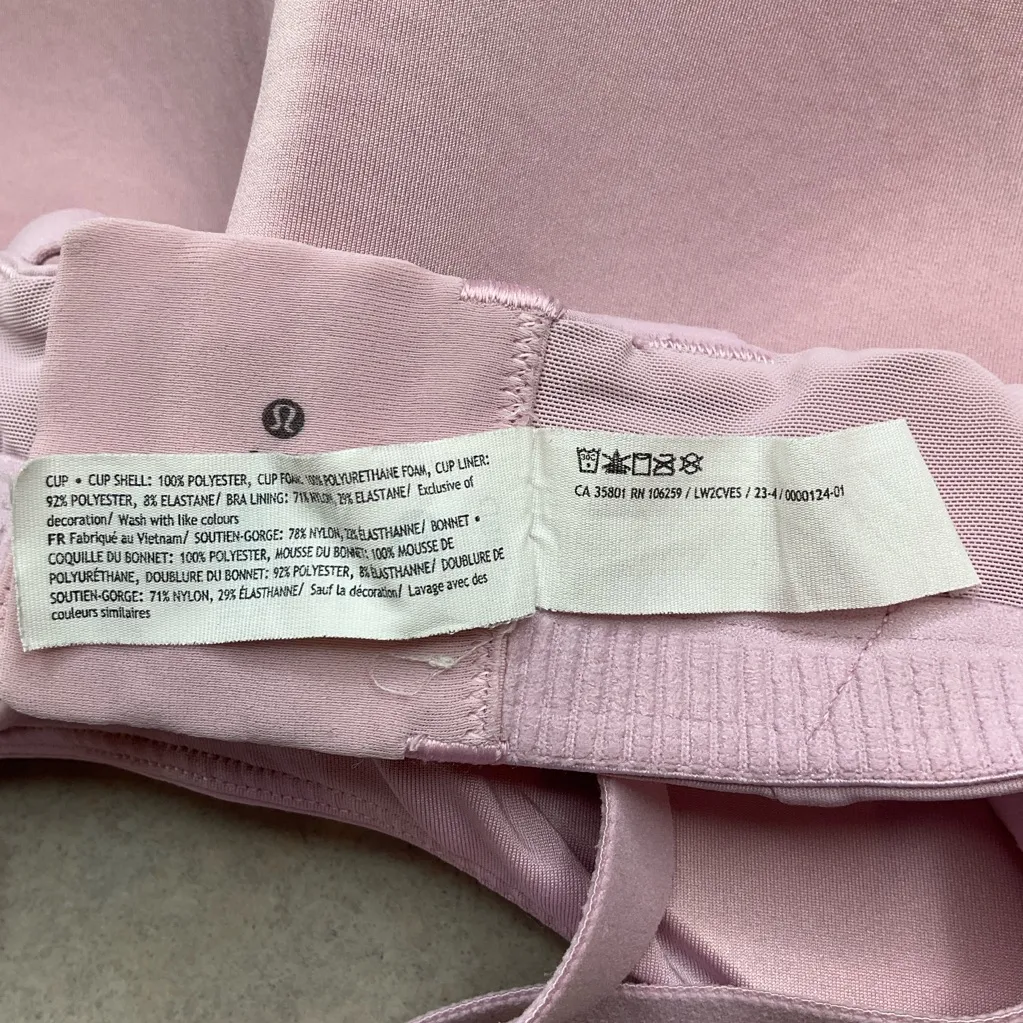 CUP • CUP SHELL: 100% POLYESTER, CUP FOAM: 100% POLYURETHANE FOAM, CUP LINER:
92% POLYESTER, 8% ELASTANE/ BRA LINING: 71% NYLON, 29% ELASTANE/ Exclusive of
decoration/ Wash with like colours
FR Fabriqué au Vietnam/ SOUTIEN-GORGE: 78% NYLON, 22% ÉLASTHANNE/ BONNET •
COQUILLE DU BONNET: 100% POLYESTER, MOUSSE DU BONNET: 100% MOUSSE DE
POLYURÉTHANE, DOUBLURE DU BONNET: 92% POLYESTER, 8% ÉLASTHANNE/ DOUBLURE DE
SOUTIEN-GORGE: 71% NYLON, 29% ÉLASTHANNE/ Sauf la décoration/ Lavage avec des
couleurs similaires
30C
CA 35801 RN 106259 / LW2CVES / 23-4/0000124-01